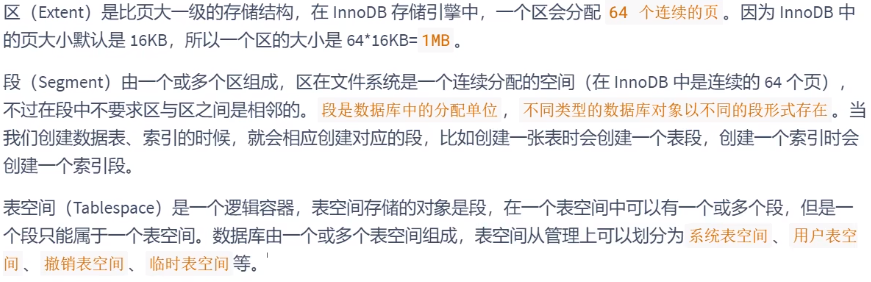 区（Extent）是比页大一级的存储结构，在 InnoDB 存储引擎中，一个区会分配 64 个连续的页。因为 InnoDB 中
的页大小默认是 16KB，所以一个区的大小是 64*16KB=1MB。
段（Segment）由一个或多个区组成，区在文件系统是一个连续分配的空间（在 InnoDB 中是连续的 64 个页），
不过在段中不要求区与区之间是相邻的。段是数据库中的分配单位，不同类型的数据库对象以不同的段形式存在。当
我们创建数据表、索引的时候，就会相应创建对应的段，比如创建一张表时会创建一个表段，创建一个索引时会
创建一个索引段。
表空间（Tablespace）是一个逻辑容器，表空间存储的对象是段，在一个表空间中可以有一个或多个段，但是一
个段只能属于一个表空间。数据库由一个或多个表空间组成，表空间从管理上可以划分为系统表空间、用户表空
间、撤销表空间、临时表空间等。